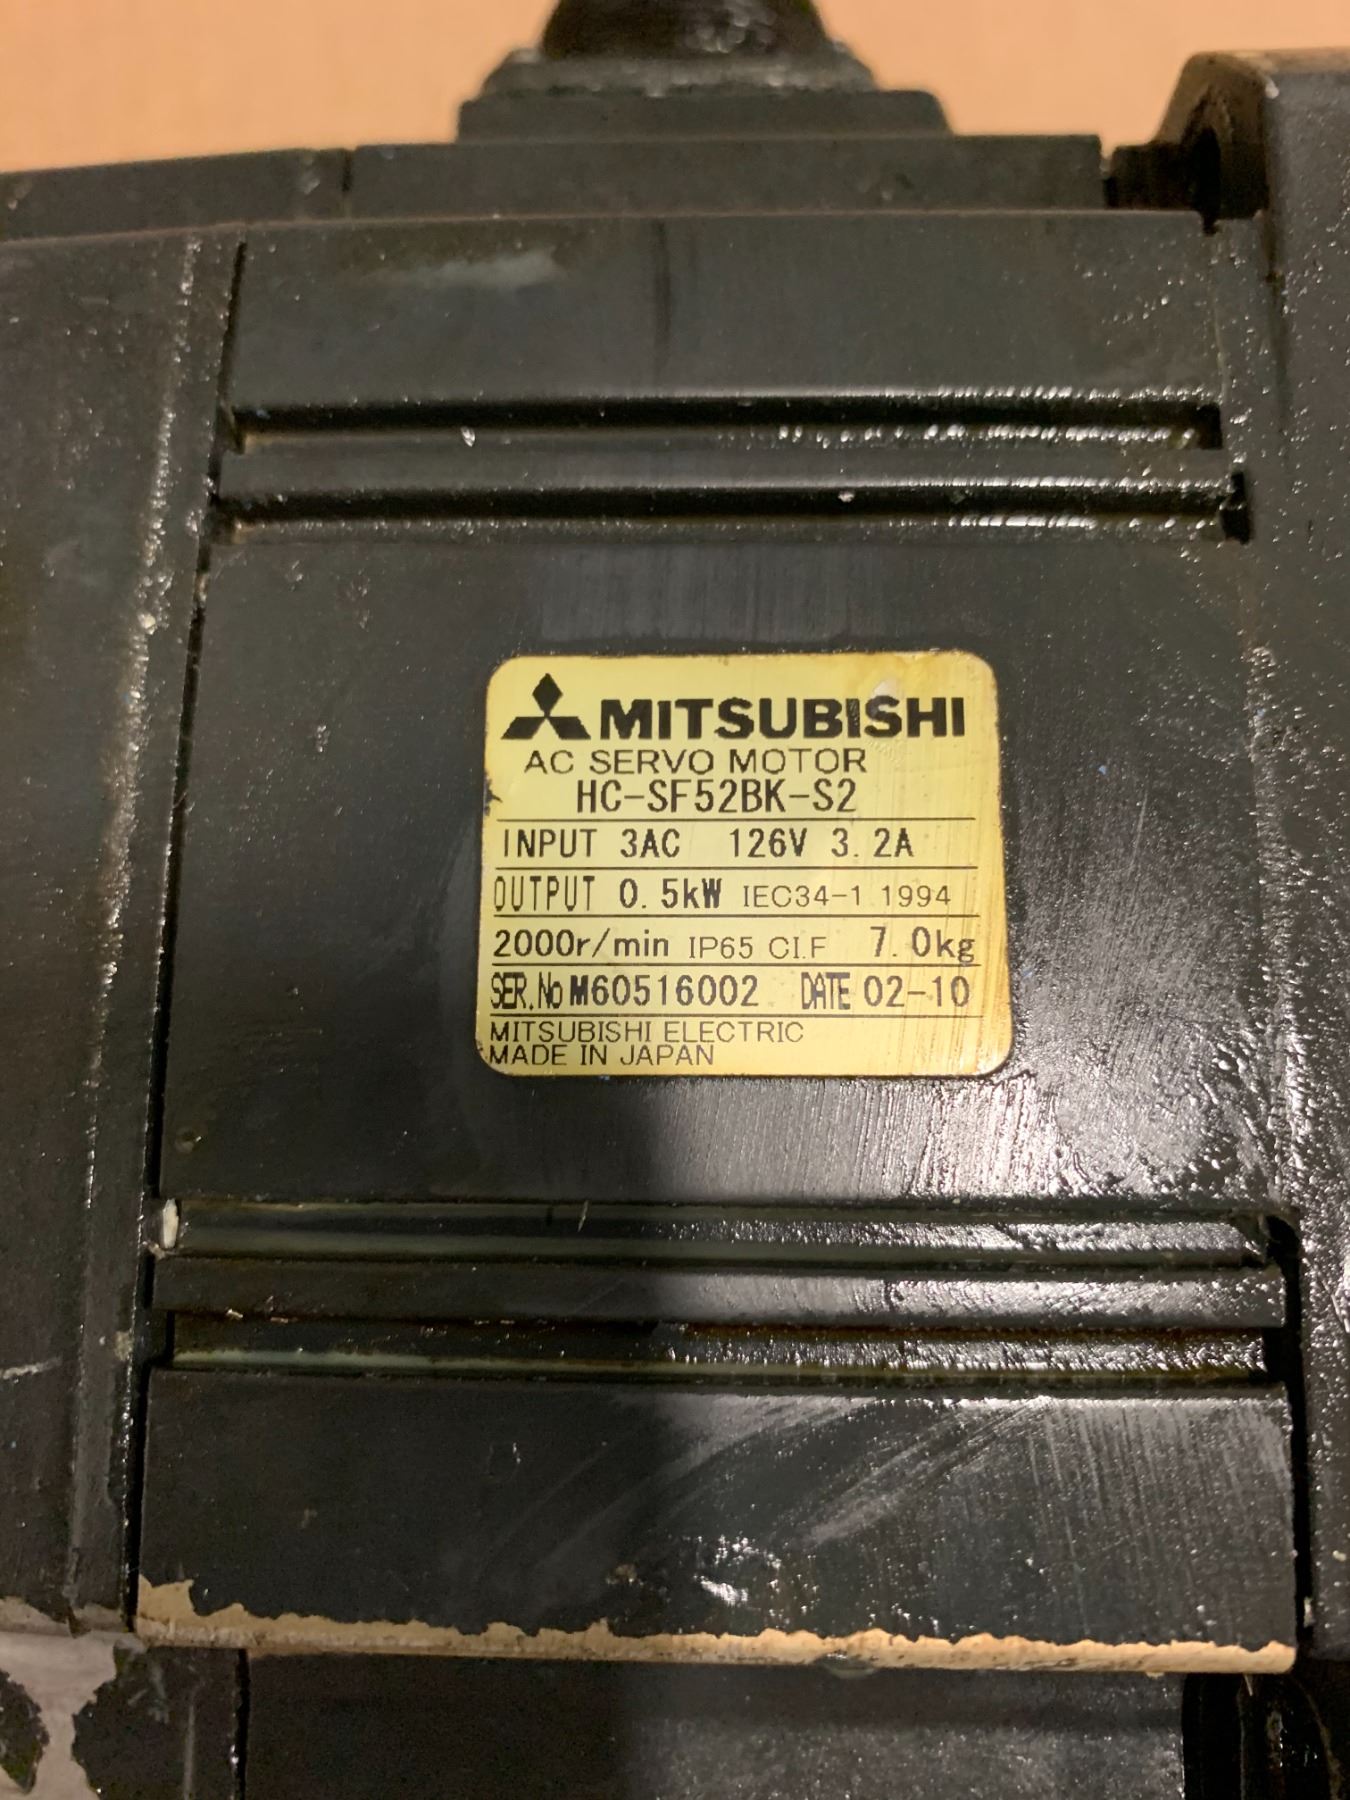 MITSUBISHI
AC SERVO MOTOR
HC-SF52BK-S2
INPUT 3AC 126V 3.2A
OUTPUT 0.5kW IEC34-1 1994
2000r/min IP65 CI.F 7.0kg
SER.No M60516002 DATE 02-10
MITSUBISHI ELECTRIC
MADE IN JAPAN